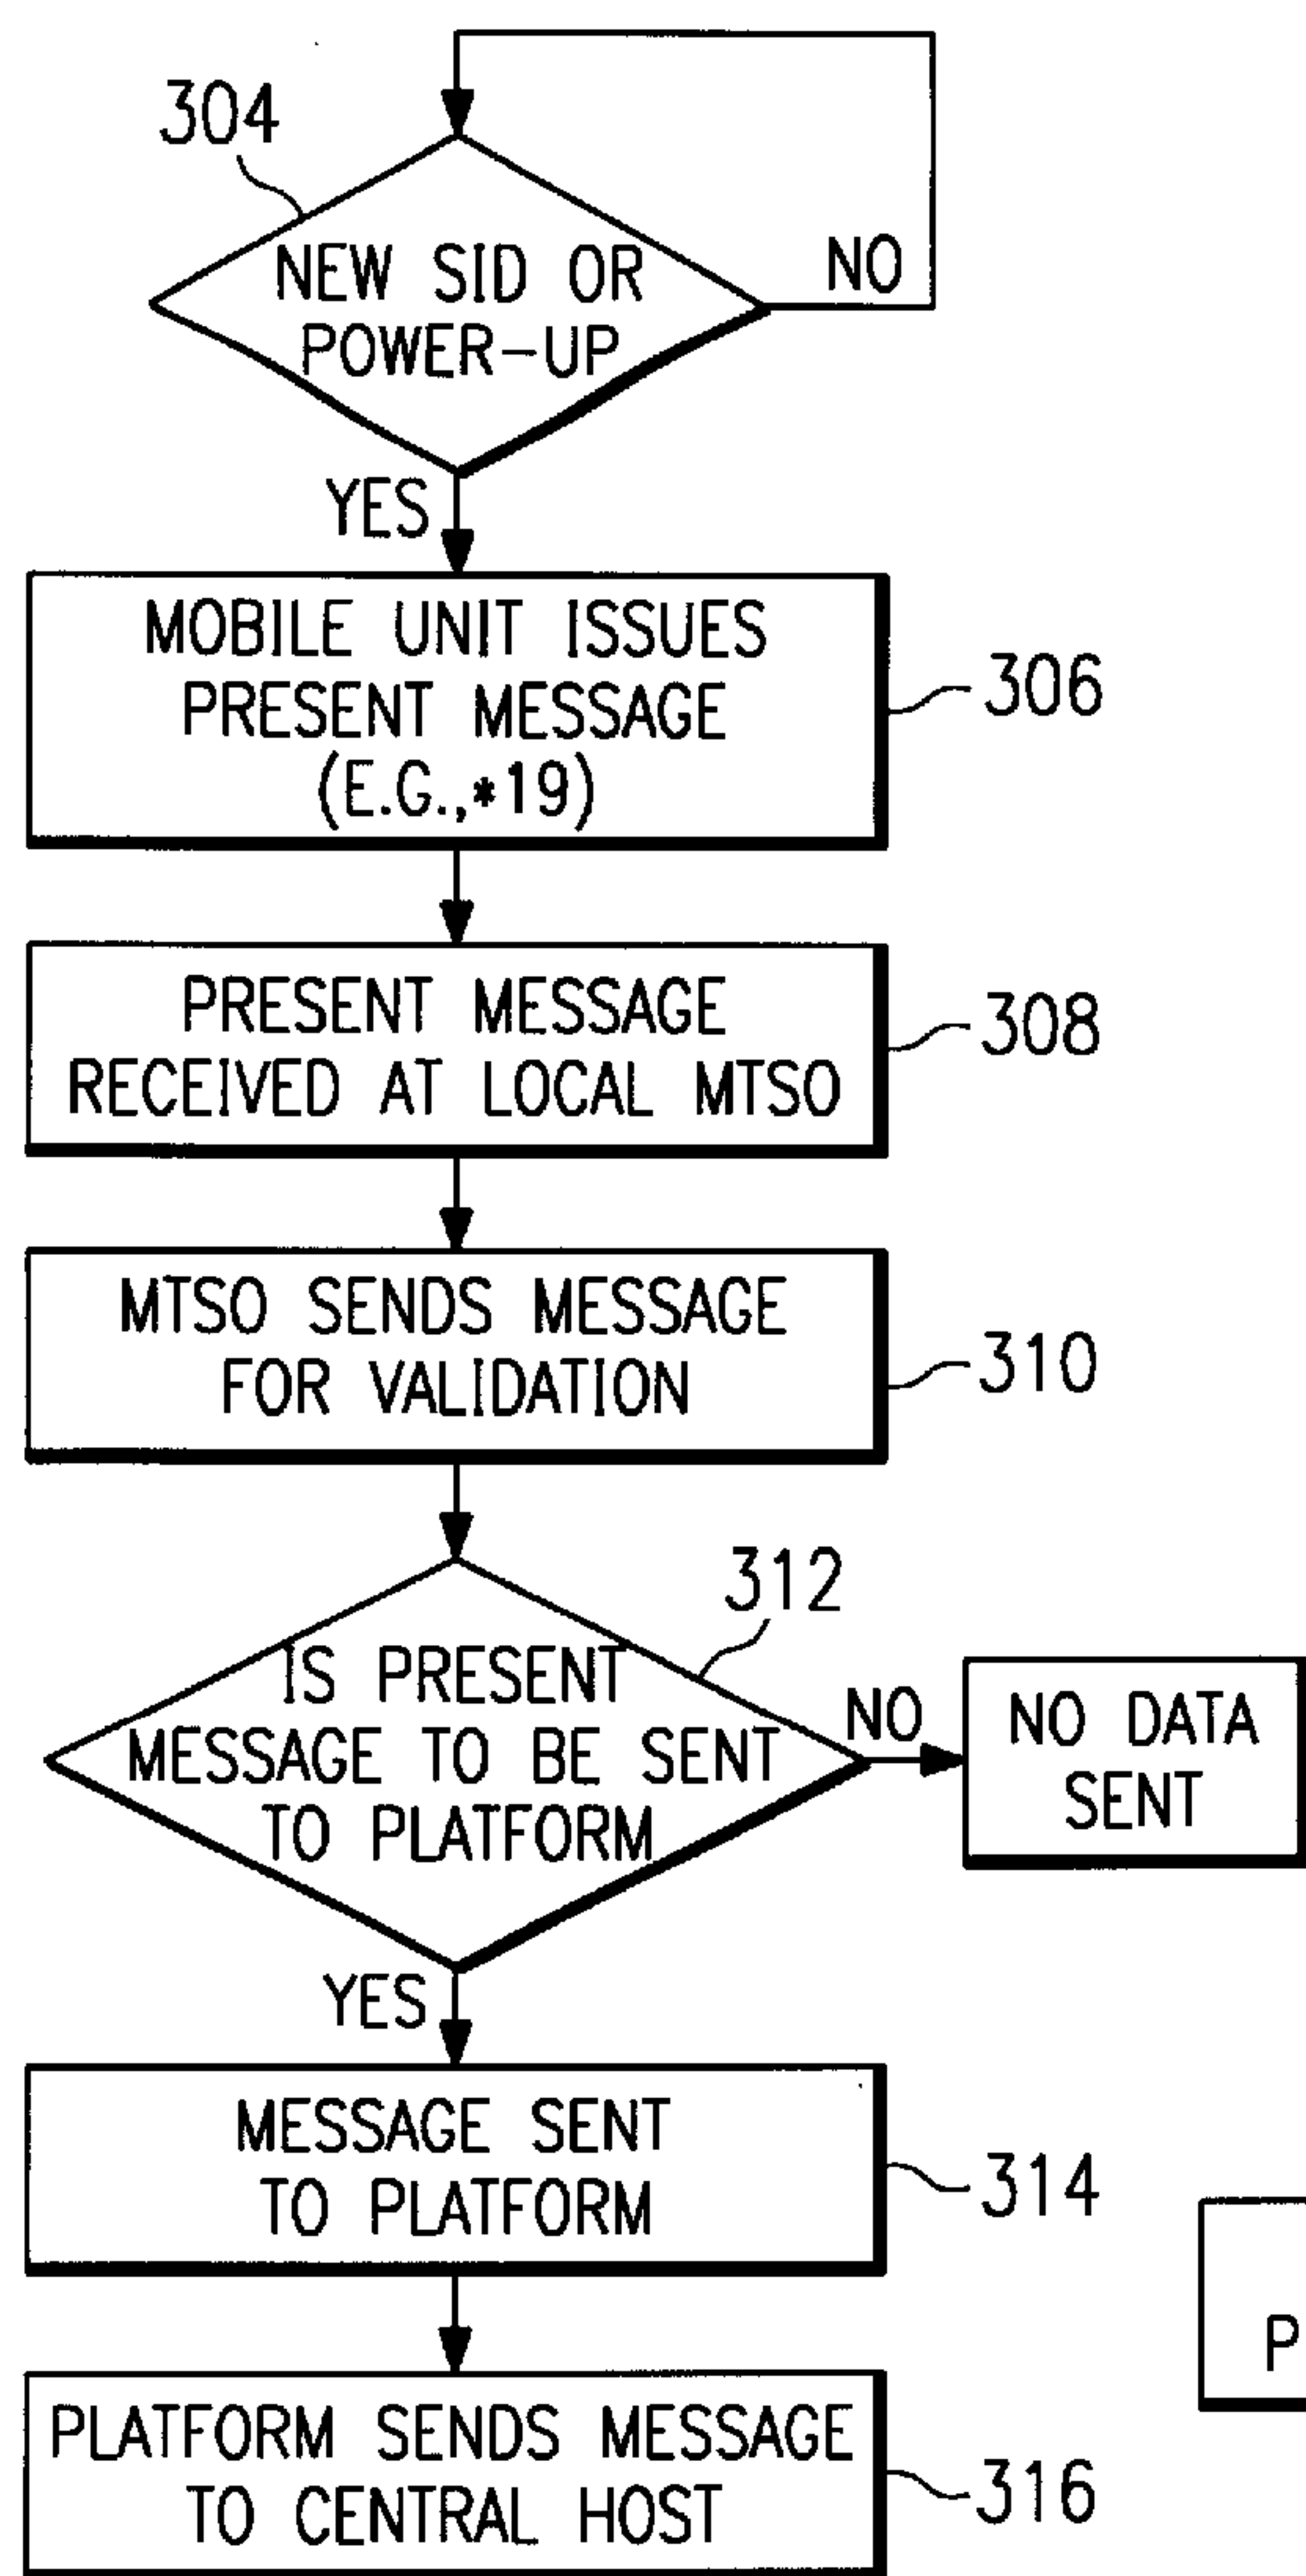 304
NEW SID OR
POWER-UP
NO
YES
MOBILE UNIT ISSUES
PRESENT MESSAGE
(E.G.,*19)
306
PRESENT MESSAGE
RECEIVED AT LOCAL MTSO
308
MTSO SENDS MESSAGE
FOR VALIDATION
310
312
IS PRESENT
MESSAGE TO BE SENT
TO PLATFORM
NO
NO DATA
SENT
YES
MESSAGE SENT
TO PLATFORM
314
P
PLATFORM SENDS MESSAGE
TO CENTRAL HOST
316